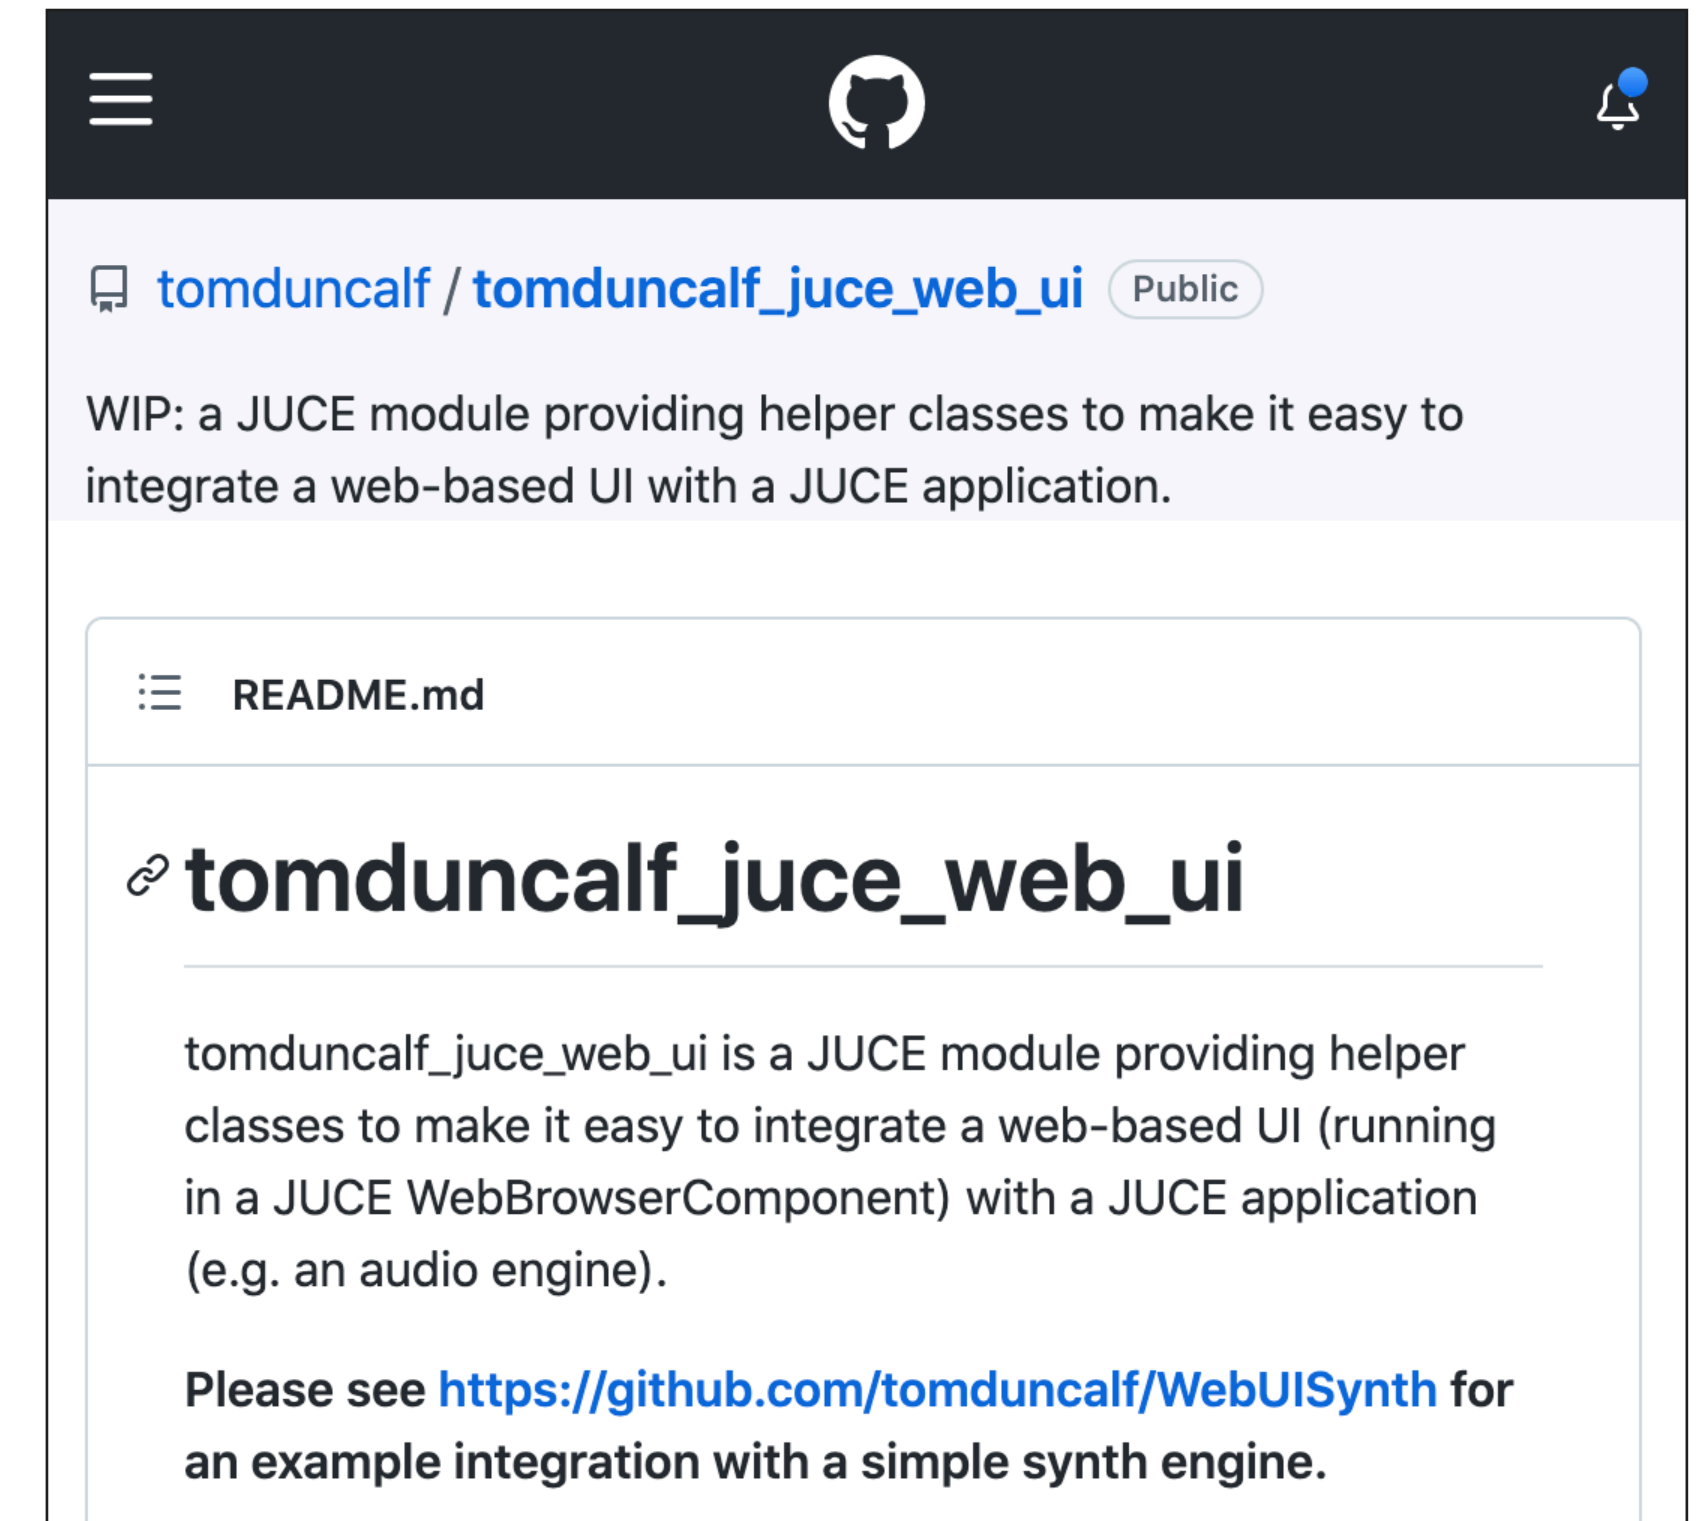 tomduncalf / tomduncalf_juce_web_ui Public
WIP: a JUCE module providing helper classes to make it easy to
integrate a web-based UI with a JUCE application.
README.md
tomduncalf_juce_web_ui
tomduncalf_juce_web_ui is a JUCE module providing helper
classes to make it easy to integrate a web-based UI (running
in a JUCE WebBrowserComponent) with a JUCE application
(e.g. an audio engine).
Please see https://github.com/tomduncalf/WebUISynth for
an example integration with a simple synth engine.